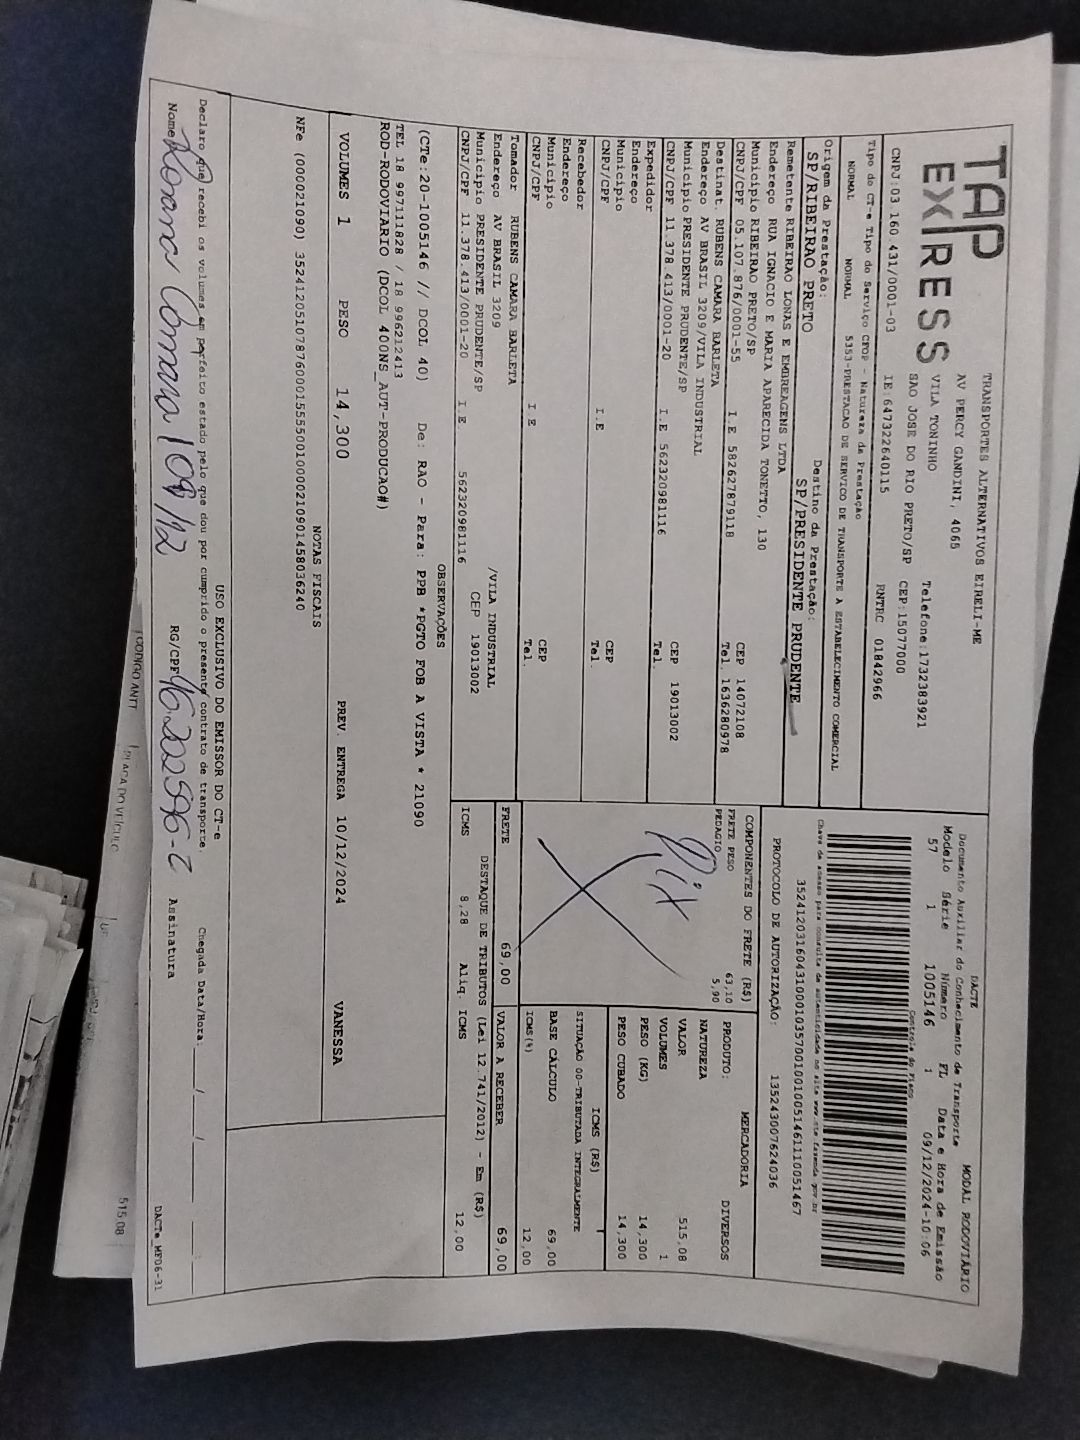 TAP
EXPRESS
TRANSPORTES ALTERNATIVOS EIRELI-ME
AV PERCY GANDINI, 4065
VILA TONINHO
SAO JOSE DO RIO PRETO/SP
Telefone:1732383921
CEP:15077000
CNPJ:03.160.431/0001-03 IE:647322640115 RNTRC 01842966
DACTE MODAL RODOVIÁRIO
Documento Auxiliar do Conhecimento de Transporte
Modelo Série Número FL Data e Hora de Emissão
57 1 1005146 1 09/12/2024-10:06
Controle do Fisco
Chave de acesso para consulta de autenticidade no site www.cte.fazenda.gov.br
PROTOCOLO DE AUTORIZAÇÃO: 135243007624036
Tipo do CT-e Tipo do Serviço CFOP - Natureza da Prestação
NORMAL NORMAL 5353-PRESTACAO DE SERVICO DE TRANSPORTE A ESTABELECIMENTO COMERCIAL
Origem da Prestação: Destino da Prestação:
SP/RIBEIRAO PRETO SP/PRESIDENTE PRUDENTE
Remetente RIBEIRAO LONAS E EMBREAGENS LTDA
Endereço RUA IGNACIO E MARIA APARECIDA TONETTO, 130
Município RIBEIRAO PRETO/SP CEP 14072108
CNPJ/CPF 05.107.876/0001-55 I.E 582627879118 Tel. 1636280978
Destinat. RUBENS CAMARA BARLETA
Endereço AV BRASIL 3209/VILA INDUSTRIAL
Município PRESIDENTE PRUDENTE/SP CEP 19013002
CNPJ/CPF 11.378.413/0001-20 I.E 562320981116 Tel.
Expedidor
Endereço
Município CEP
CNPJ/CPF I.E Tel.
Recebedor
Endereço
Município CEP
CNPJ/CPF I.E Tel.
Tomador RUBENS CAMARA BARLETA
Endereço AV BRASIL 3209 /VILA INDUSTRIAL
Município PRESIDENTE PRUDENTE/SP CEP 19013002
CNPJ/CPF 11.378.413/0001-20 I.E. 562320981116
COMPONENTES DO FRETE (R$)
FRETE PESO 63,10
PEDAGIO 5,90
Pix
FRETE 69,00
MERCADORIA
PRODUTO: DIVERSOS
NATUREZA
VALOR 515,08
VOLUMES 1
PESO (KG) 14,300
PESO CUBADO 14,300
ICMS (R$)
SITUAÇÃO 00-TRIBUTADA INTEGRALMENTE
BASE CÁLCULO 69,00
ICMS(%) 12,00
VALOR A RECEBER 69,00
DESTAQUE DE TRIBUTOS (Lei 12.741/2012) - Em (R$)
ICMS 8,28 Aliq. ICMS 12,00
OBSERVAÇÕES
(CTe:20-1005146 // DCOL 40) De: RAO - Para: PPB *PGTO FOB A VISTA * 21090
TEL 18 997111828 / 18 996212413
ROD-RODOVIARIO (DCOL 400NS_AUT-PRODUCAO#)
VOLUMES 1 PESO 14,300 PREV. ENTREGA 10/12/2024 VANESSA
NOTAS FISCAIS
NFe (000021090) 35241205107876000155550010000210901458036240
USO EXCLUSIVO DO EMISSOR DO CT-e
Declaro que recebi os volumes em perfeito estado pelo que dou por cumprido o presente contrato de transporte. Chegada Data/Hora: / / :
Nome 09/12 RG/CPF Assinatura
DACTe_MFD6-31
CODIGO ANTT
PLACA DO VEÍCULO
UF
515,08